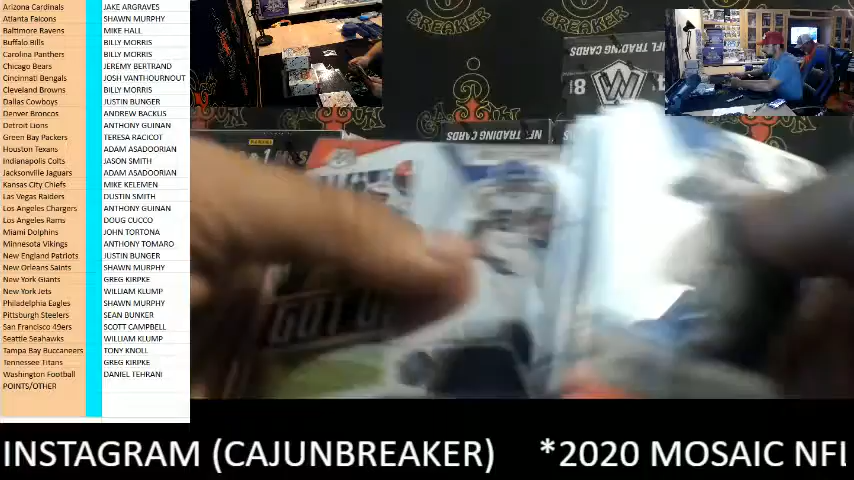 Arizona Cardinals JAKE ARGRAVES
Atlanta Falcons SHAWN MURPHY
Baltimore Ravens MIKE HALL
Buffalo Bills BILLY MORRIS
Carolina Panthers BILLY MORRIS
Chicago Bears JEREMY BERTRAND
Cincinnati Bengals JOSH VANTHOURNOUT
Cleveland Browns BILLY MORRIS
Dallas Cowboys JUSTIN BUNGER
Denver Broncos ANDREW BACKUS
Detroit Lions ANTHONY GUINAN
Green Bay Packers TERESA RACICOT
Houston Texans ADAM ASADOORIAN
Indianapolis Colts JASON SMITH
Jacksonville Jaguars ADAM ASADOORIAN
Kansas City Chiefs MIKE KELEMEN
Las Vegas Raiders DUSTIN SMITH
Los Angeles Chargers ANTHONY GUINAN
Los Angeles Rams DOUG CUCCO
Miami Dolphins JOHN TORTONA
Minnesota Vikings ANTHONY TOMARO
New England Patriots JUSTIN BUNGER
New Orleans Saints SHAWN MURPHY
New York Giants GREG KIRPKE
New York Jets WILLIAM KLUMP
Philadelphia Eagles SHAWN MURPHY
Pittsburgh Steelers SEAN BUNKER
San Francisco 49ers SCOTT CAMPBELL
Seattle Seahawks WILLIAM KLUMP
Tampa Bay Buccaneers TONY KNOLL
Tennessee Titans GREG KIRPKE
Washington Football DANIEL TEHRANI
POINTS/OTHER
BREAKER
BREAKER
NFL TRADING CARDS
W
8
NFL TRADING CARDS
GOT
INSTAGRAM (CAJUNBREAKER) *2020 MOSAIC NFL